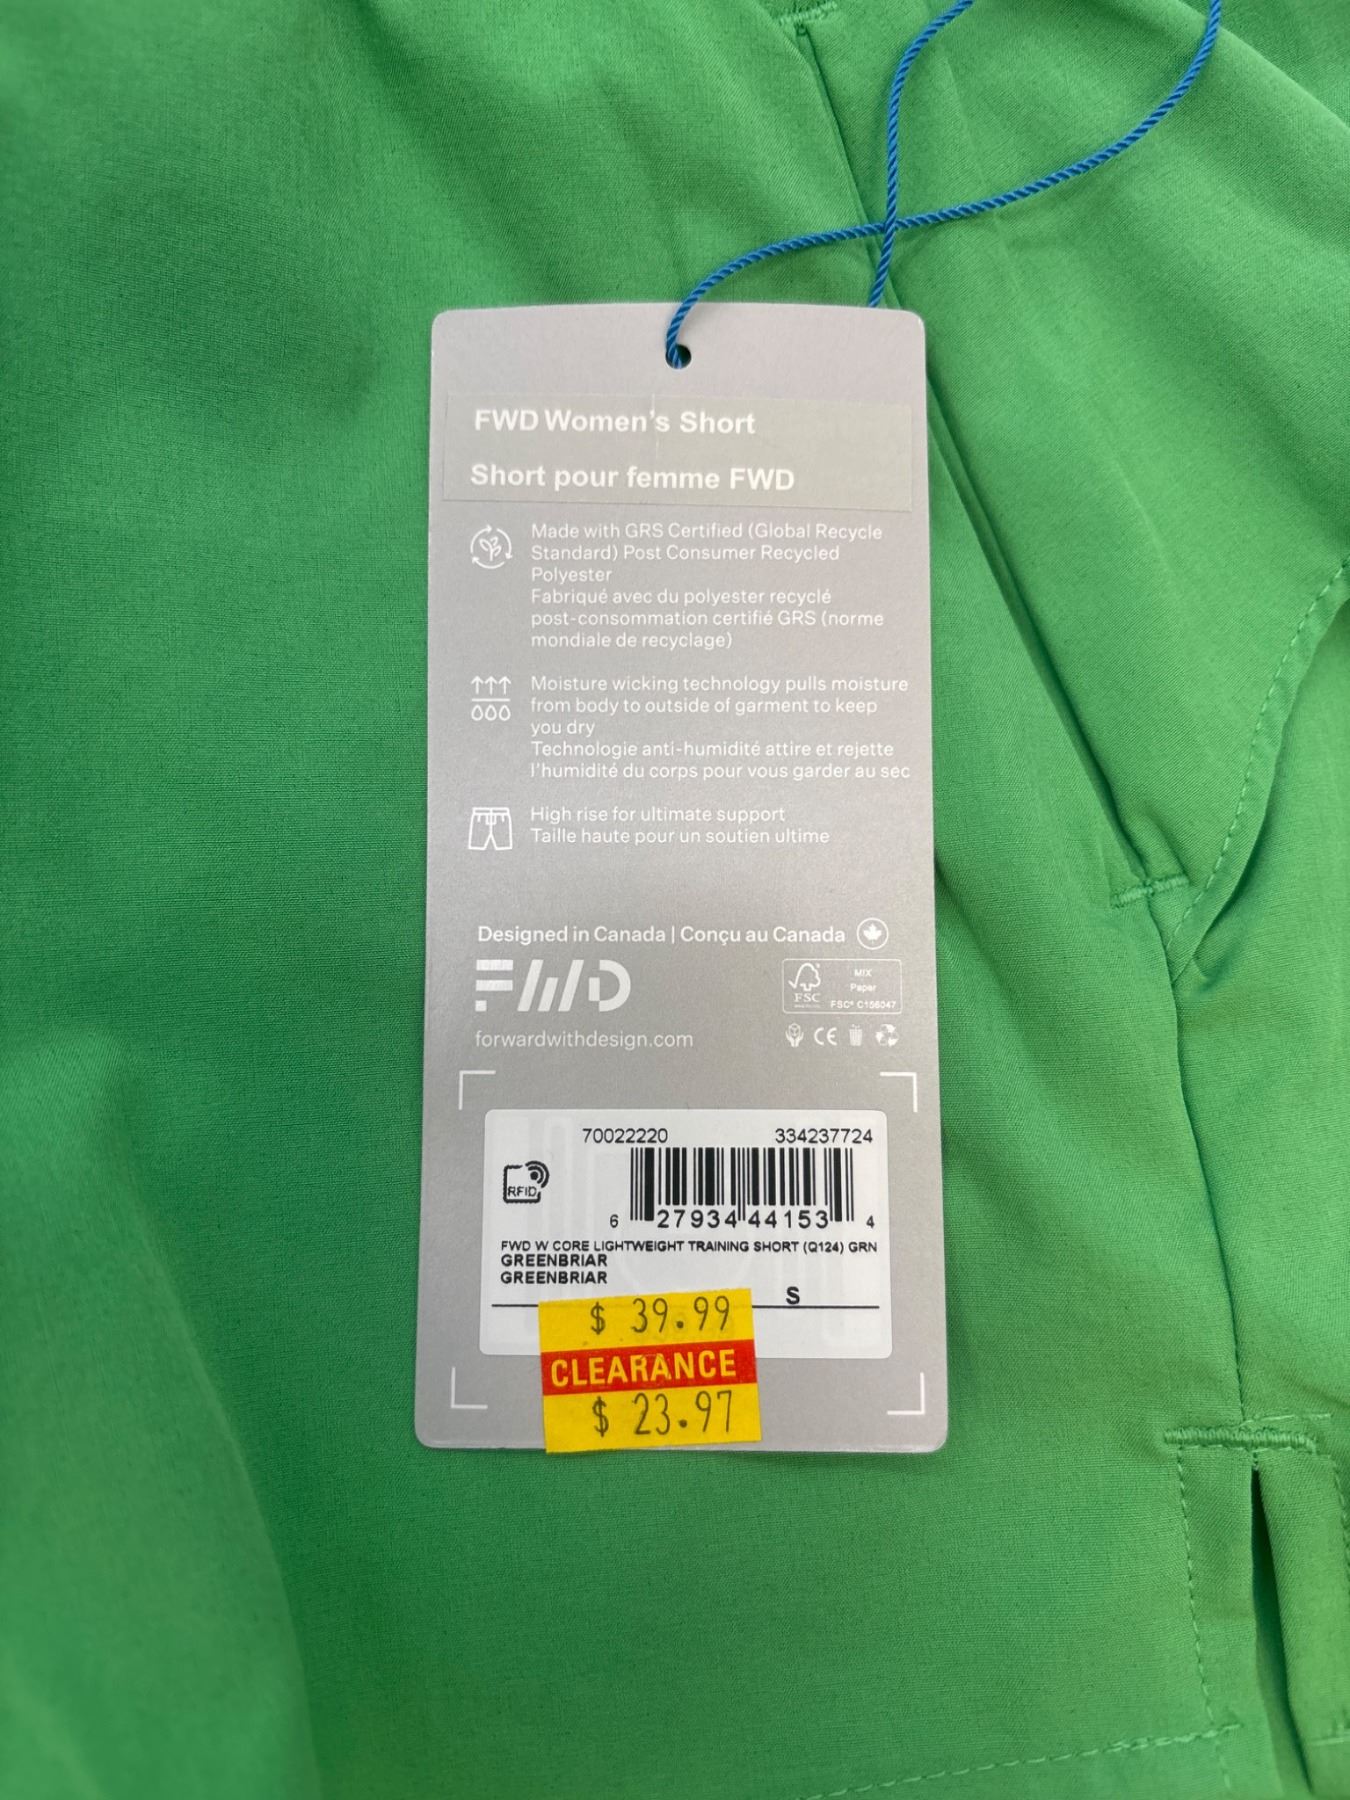 FWD Women's Short
Short pour femme FWD
Made with GRS Certified (Global Recycle
Standard) Post Consumer Recycled
Polyester
Fabriqué avec du polyester recyclé
post-consommation certifié GRS (norme
mondiale de recyclage)
Moisture wicking technology pulls moisture
from body to outside of garment to keep
you dry
Technologie anti-humidité attire et rejette
l'humidité du corps pour vous garder au sec
High rise for ultimate support
Taille haute pour un soutien ultime
Designed in Canada | Conçu au Canada
FWD
forwardwithdesign.com
FSC
MIX
Paper
FSC® C156047
CE
70022220 334237724
RFID
6 27934 44153 4
FWD W CORE LIGHTWEIGHT TRAINING SHORT (Q124) GRN
GREENBRIAR
GREENBRIAR
S
$ 39.99
CLEARANCE
$ 23.97